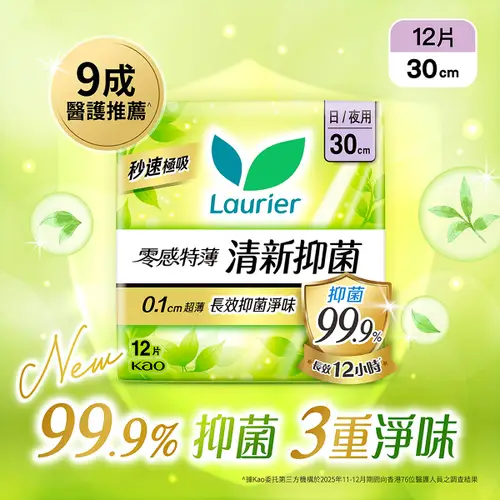 9成
醫護推薦^
12片
30cm
日/夜用
30cm
秒速極吸
Laurier
零感特薄 清新抑菌
0.1cm超薄 長效抑菌淨味
抑菌
99.9%
長效12小時
12片
Kao
New
99.9% 抑菌 3重淨味
^據Kao委托第三方機構於2025年11-12月期間向香港76位醫護人員之調查結果